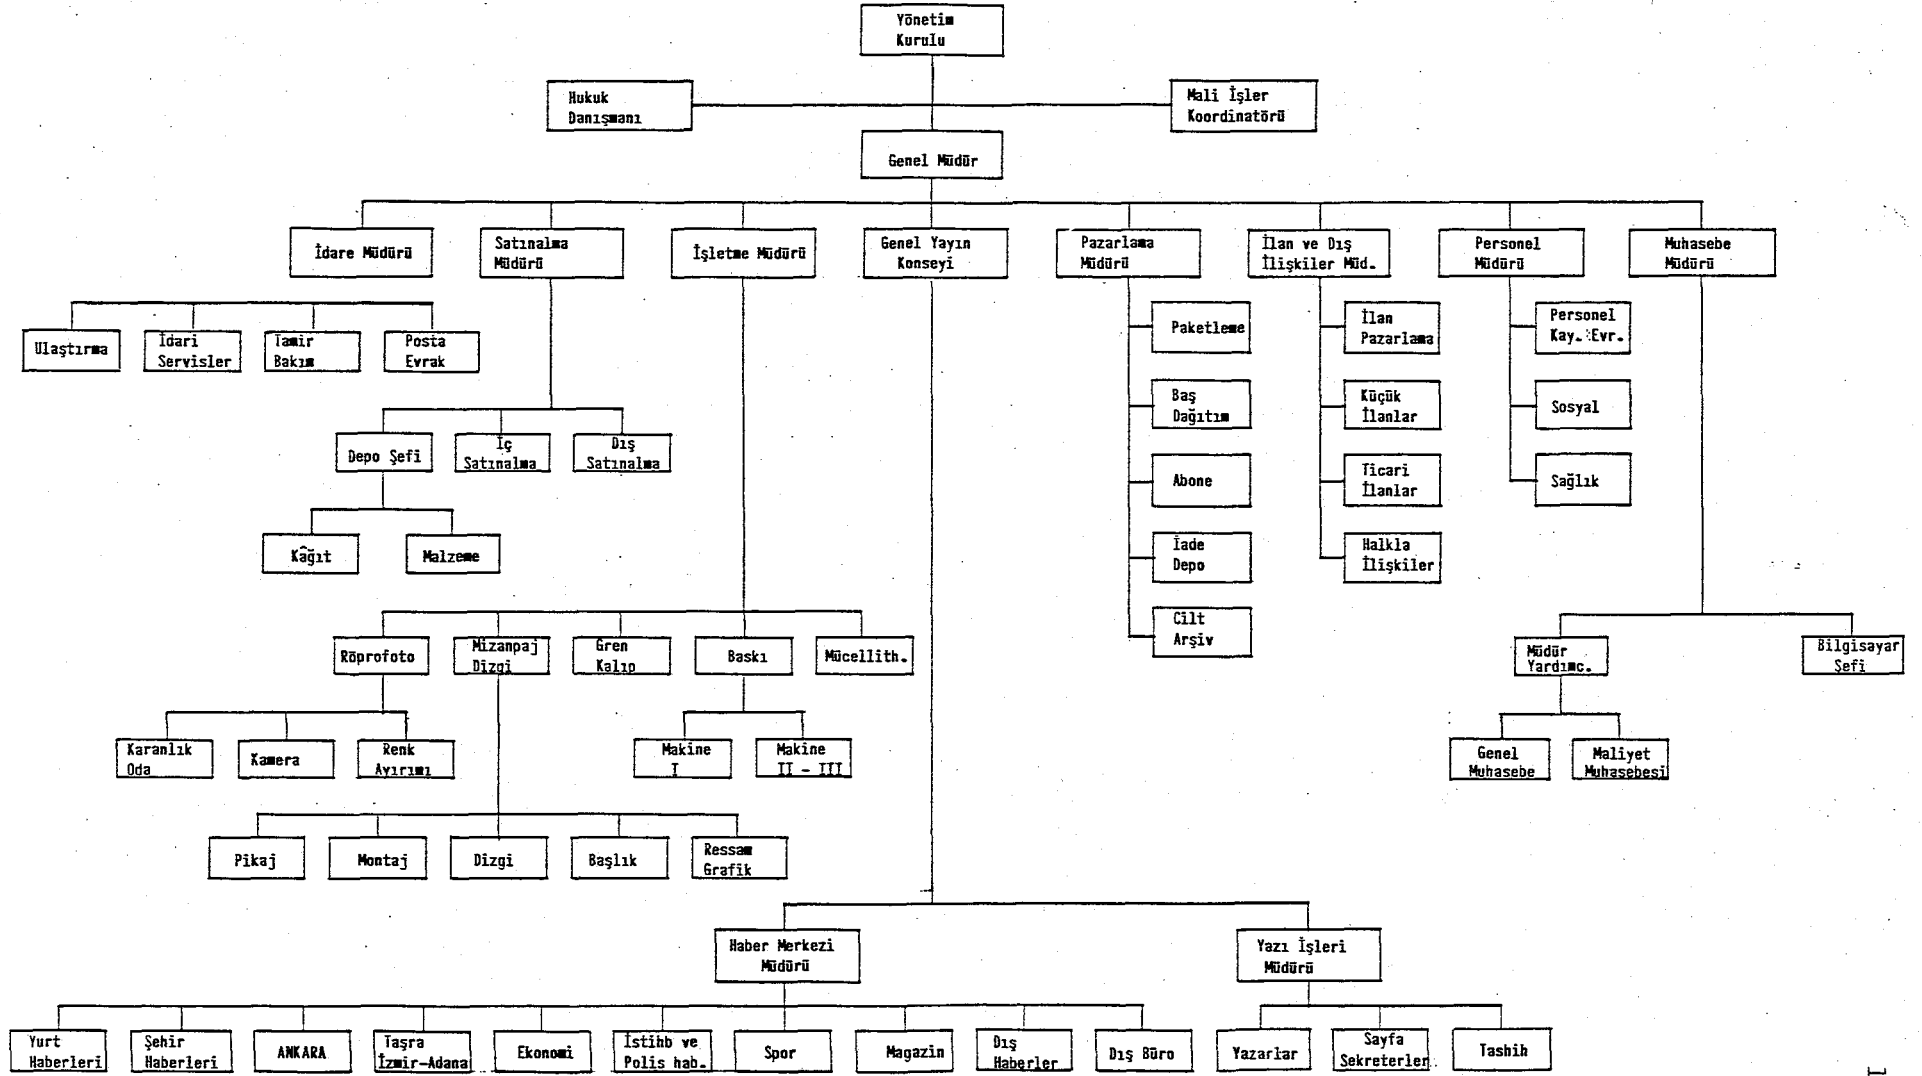 Yönetim
Kurulu
Hukuk
Danışmanı
Mali İşler
Koordinatörü
Genel Müdür
İdare Müdürü
Satınalma
Müdürü
İşletme Müdürü
Genel Yayın
Konseyi
Pazarlama
Müdürü
İlan ve Dış
İlişkiler Müd.
Personel
Müdürü
Muhasebe
Müdürü
Ulaştırma
İdari
Servisler
Tamir
Bakım
Posta
Evrak
Paketleme
İlan
Pazarlama
Personel
Kay. Evr.
Baş
Dağıtım
Küçük
İlanlar
Sosyal
Depo Şefi
İç
Satınalma
Dış
Satınalma
Abone
Ticari
İlanlar
Sağlık
Kâğıt
Malzeme
İade
Depo
Halkla
İlişkiler
Cilt
Arşiv
Röprofoto
Mizanpaj
Dizgi
Gren
Kalıp
Baskı
Mücellith.
Müdür
Yardımc.
Bilgisayar
Şefi
Karanlık
Oda
Kamera
Renk
Ayırımı
Makine
I
Makine
II - III
Genel
Muhasebe
Maliyet
Muhasebesi
Pikaj
Montaj
Dizgi
Başlık
Ressam
Grafik
Haber Merkezi
Müdürü
Yazı İşleri
Müdürü
Yurt
Haberleri
Şehir
Haberleri
ANKARA
Taşra
İzmir-Adana
Ekonomi
İstihb ve
Polis hab.
Spor
Magazin
Dış
Haberler
Dış Büro
Yazarlar
Sayfa
Sekreterler
Tashih